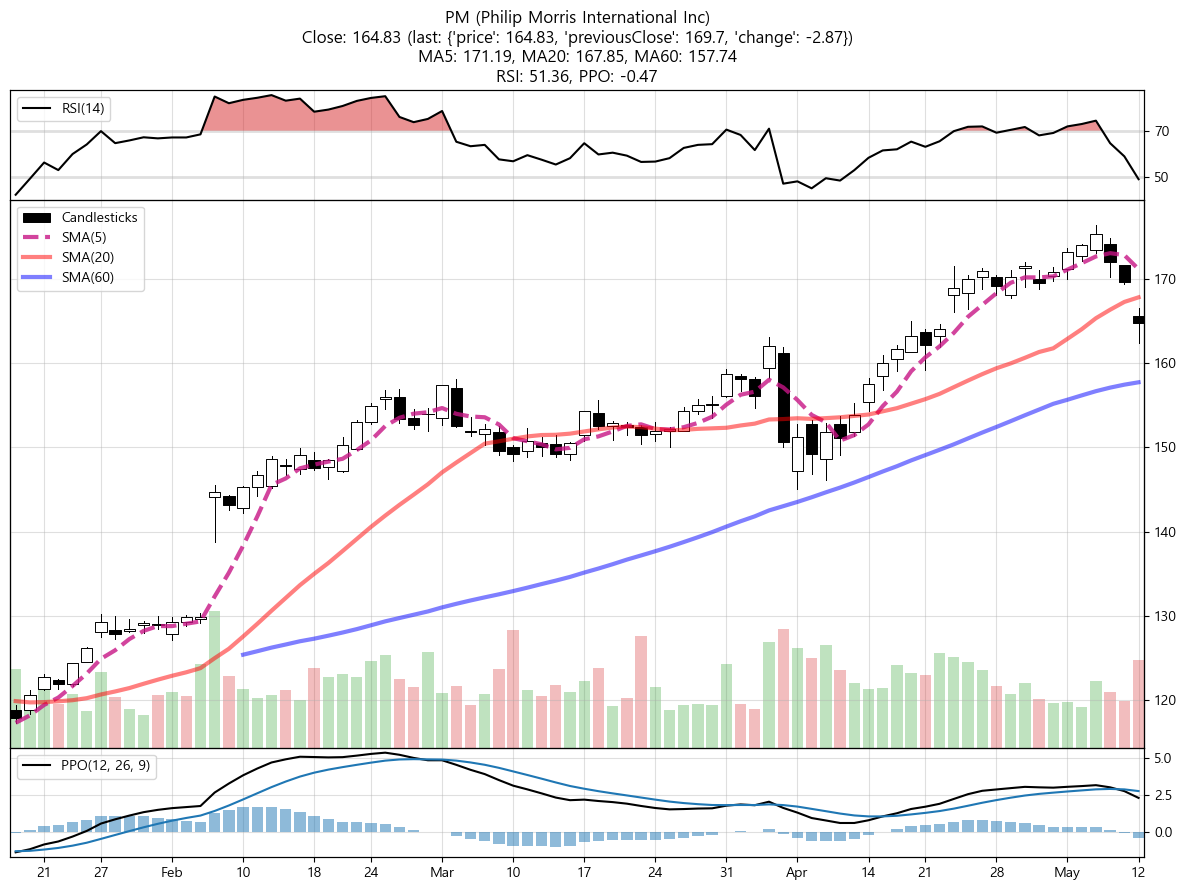 PM (Philip Morris International Inc)
Close: 164.83 (last: {'price': 164.83, 'previousClose': 169.7, 'change': -2.87})
MA5: 171.19, MA20: 167.85, MA60: 157.74
RSI: 51.36, PPO: -0.47
RSI(14)
70
50
Candlesticks
SMA(5)
SMA(20)
SMA(60)
170
160
150
140
130
120
PPO(12, 26, 9)
5.0
2.5
0.0
21 27 Feb 10 18 24 Mar 10 17 24 31 Apr 14 21 28 May 12